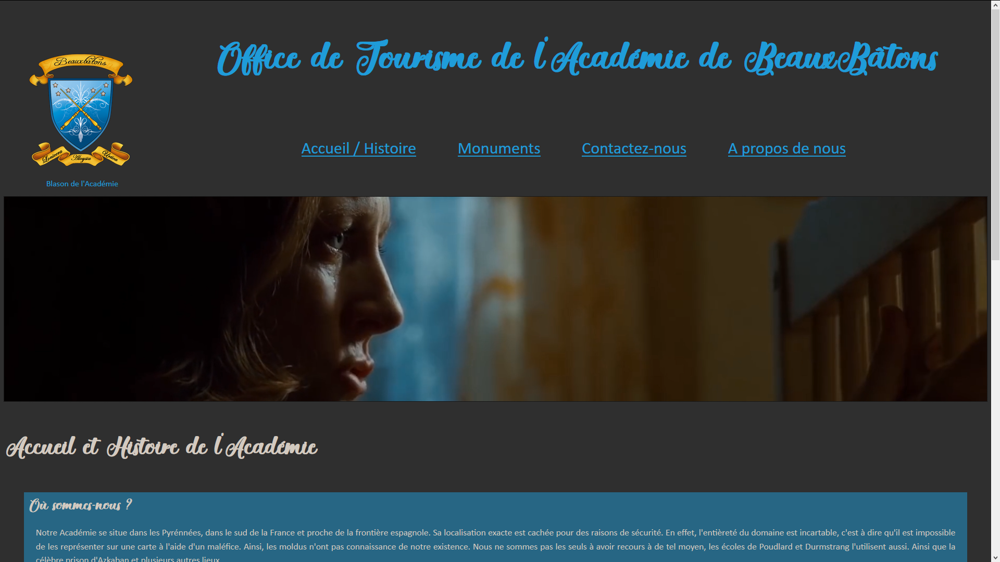 Office de Tourisme de l'Académie de BeauxBâtons
Beauxbâtons
Lonicera Aloysia Urtica
Blason de l'Académie
Accueil / Histoire
Monuments
Contactez-nous
A propos de nous
Accueil et Histoire de l'Académie
Où sommes-nous ?
Notre Académie se situe dans les Pyrénnées, dans le sud de la France et proche de la frontière espagnole. Sa localisation exacte est cachée pour des raisons de sécurité. En effet, l'entièreté du domaine est incartable, c'est à dire qu'il est impossible
de les représenter sur une carte à l'aide d'un maléfice. Ainsi, les moldus n'ont pas connaissance de notre existence. Nous ne sommes pas les seuls à avoir recours à de tel moyen, les écoles de Poudlard et Durmstrang l'utilisent aussi. Ainsi que la
célèbre prison d'Azkaban et plusieurs autres lieux.